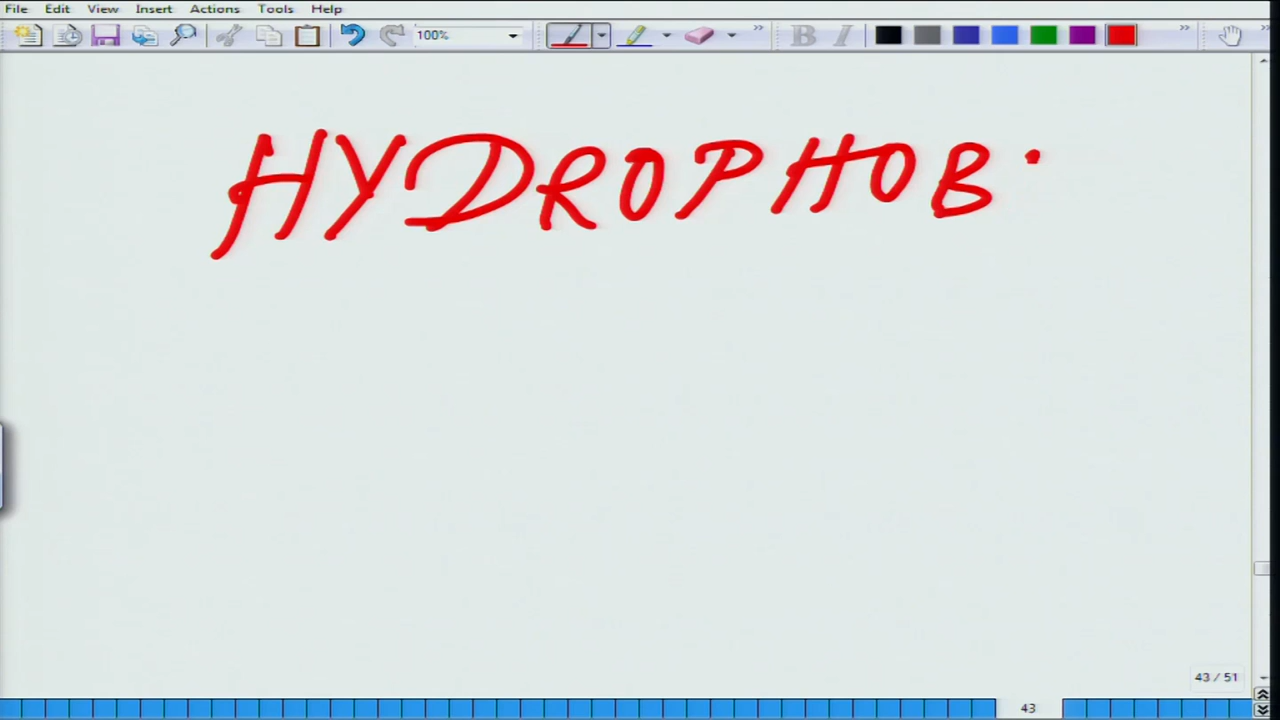 File Edit View Insert Actions Tools Help
100% B I
HYDROPHOB
43 / 51
43